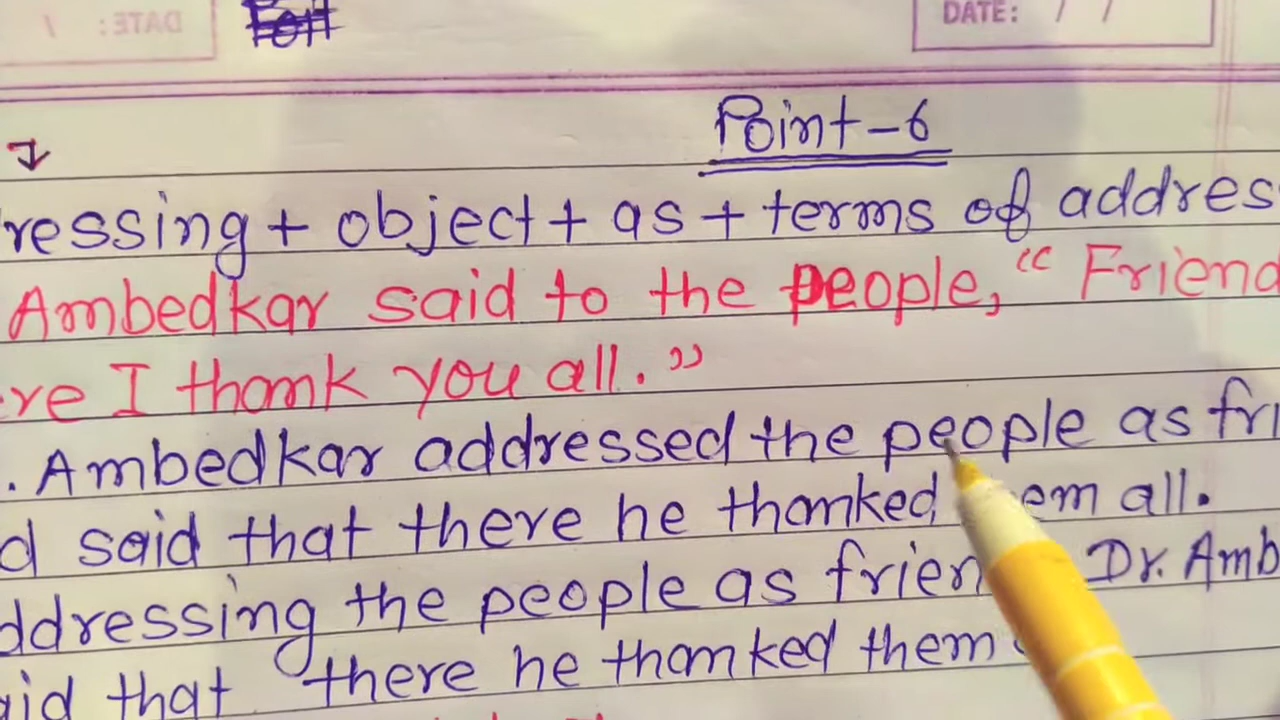 DATE: / /
Point-6
ressing + object + as + terms of addres
Ambedkar said to the people, “ Friend
re I thank you all.”
. Ambedkar addressed the people as fri
d said that there he thanked em all.
ddressing the people as frien Dr. Amb
aid that there he thanked them